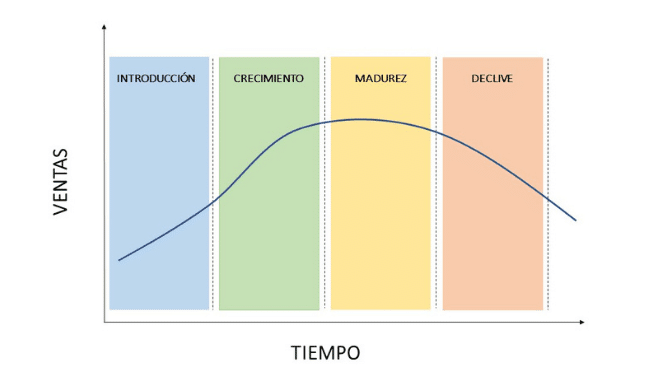 INTRODUCCIÓN
CRECIMIENTO
MADUREZ
DECLIVE
VENTAS
TIEMPO